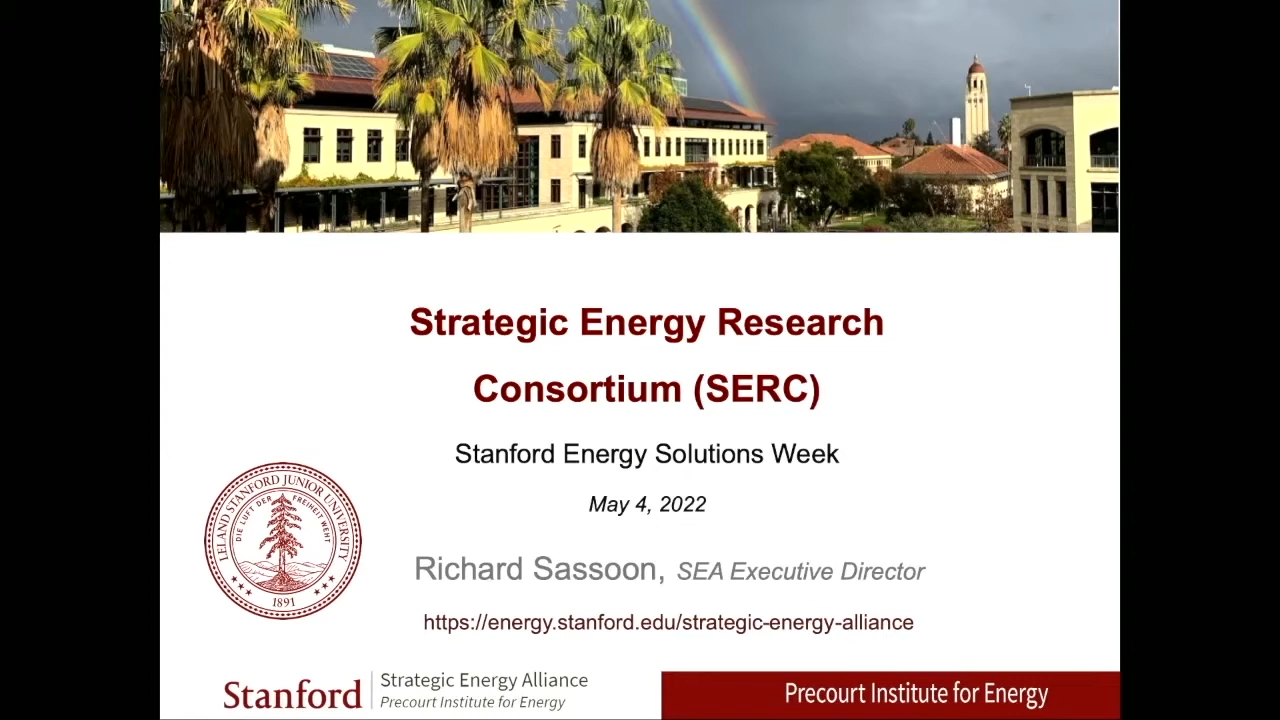 Strategic Energy Research
Consortium (SERC)
Stanford Energy Solutions Week
May 4, 2022
LELAND STANFORD JUNIOR UNIVERSITY
DIE LUFT DER FREIHEIT WEHT
1891
Richard Sassoon, SEA Executive Director
https://energy.stanford.edu/strategic-energy-alliance
Stanford
Strategic Energy Alliance
Precourt Institute for Energy
Precourt Institute for Energy